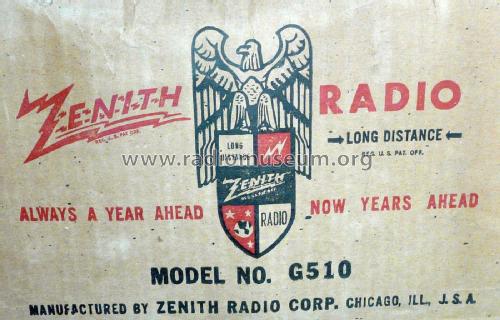 Z·E·N·I·T·H
REG. U.S. PAT. OFF.
RADIO
LONG DISTANCE
REG. U.S. PAT. OFF.
LONG
DISTANCE
ZENITH
RADIO
www.radiomuseum.org
ALWAYS A YEAR AHEAD
NOW YEARS AHEAD
MODEL NO. G510
MANUFACTURED BY ZENITH RADIO CORP. CHICAGO, ILL., J.S.A.